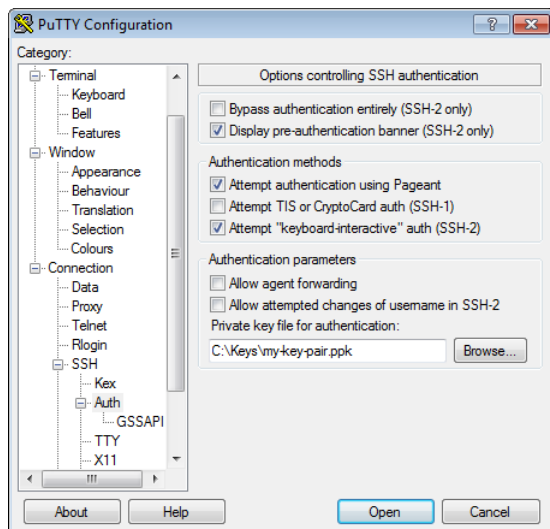 PuTTY Configuration
Category:
Terminal
Keyboard
Bell
Features
Window
Appearance
Behaviour
Translation
Selection
Colours
Connection
Data
Proxy
Telnet
Rlogin
SSH
Kex
Auth
GSSAPI
TTY
X11
Options controlling SSH authentication
Bypass authentication entirely (SSH-2 only)
Display pre-authentication banner (SSH-2 only)
Authentication methods
Attempt authentication using Pageant
Attempt TIS or CryptoCard auth (SSH-1)
Attempt "keyboard-interactive" auth (SSH-2)
Authentication parameters
Allow agent forwarding
Allow attempted changes of username in SSH-2
Private key file for authentication:
C:\Keys\my-key-pair.ppk
Browse...
About
Help
Open
Cancel